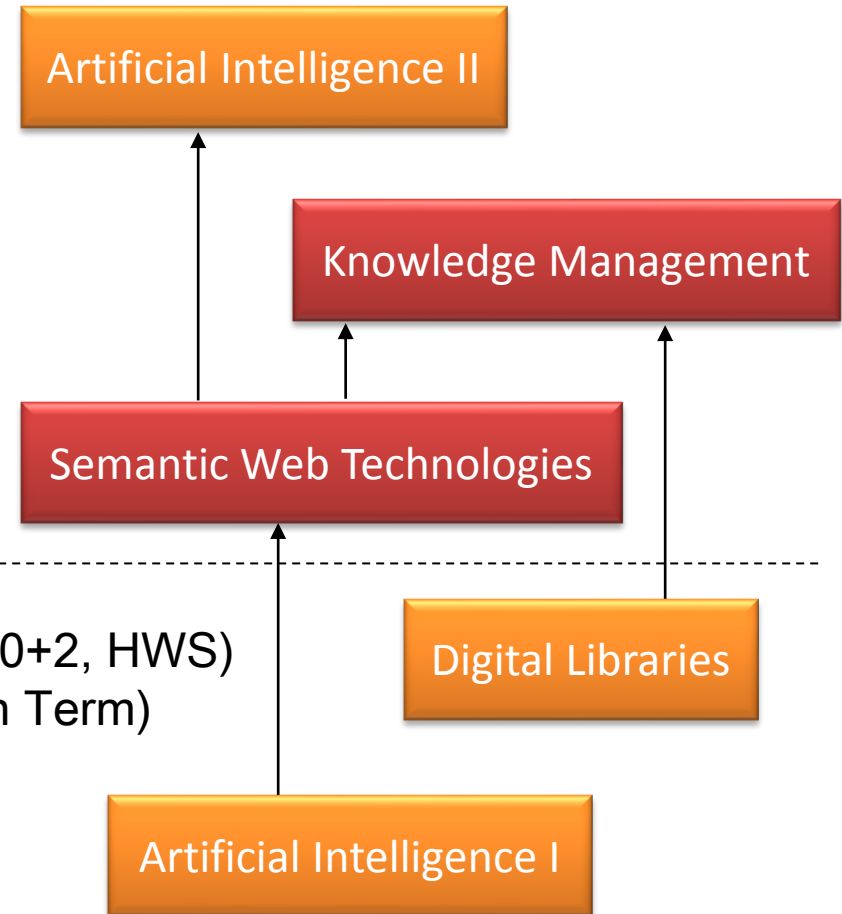 Artificial Intelligence II
Knowledge Management
Semantic Web Technologies
0+2, HWS)
Term)
Digital Libraries
Artificial Intelligence I